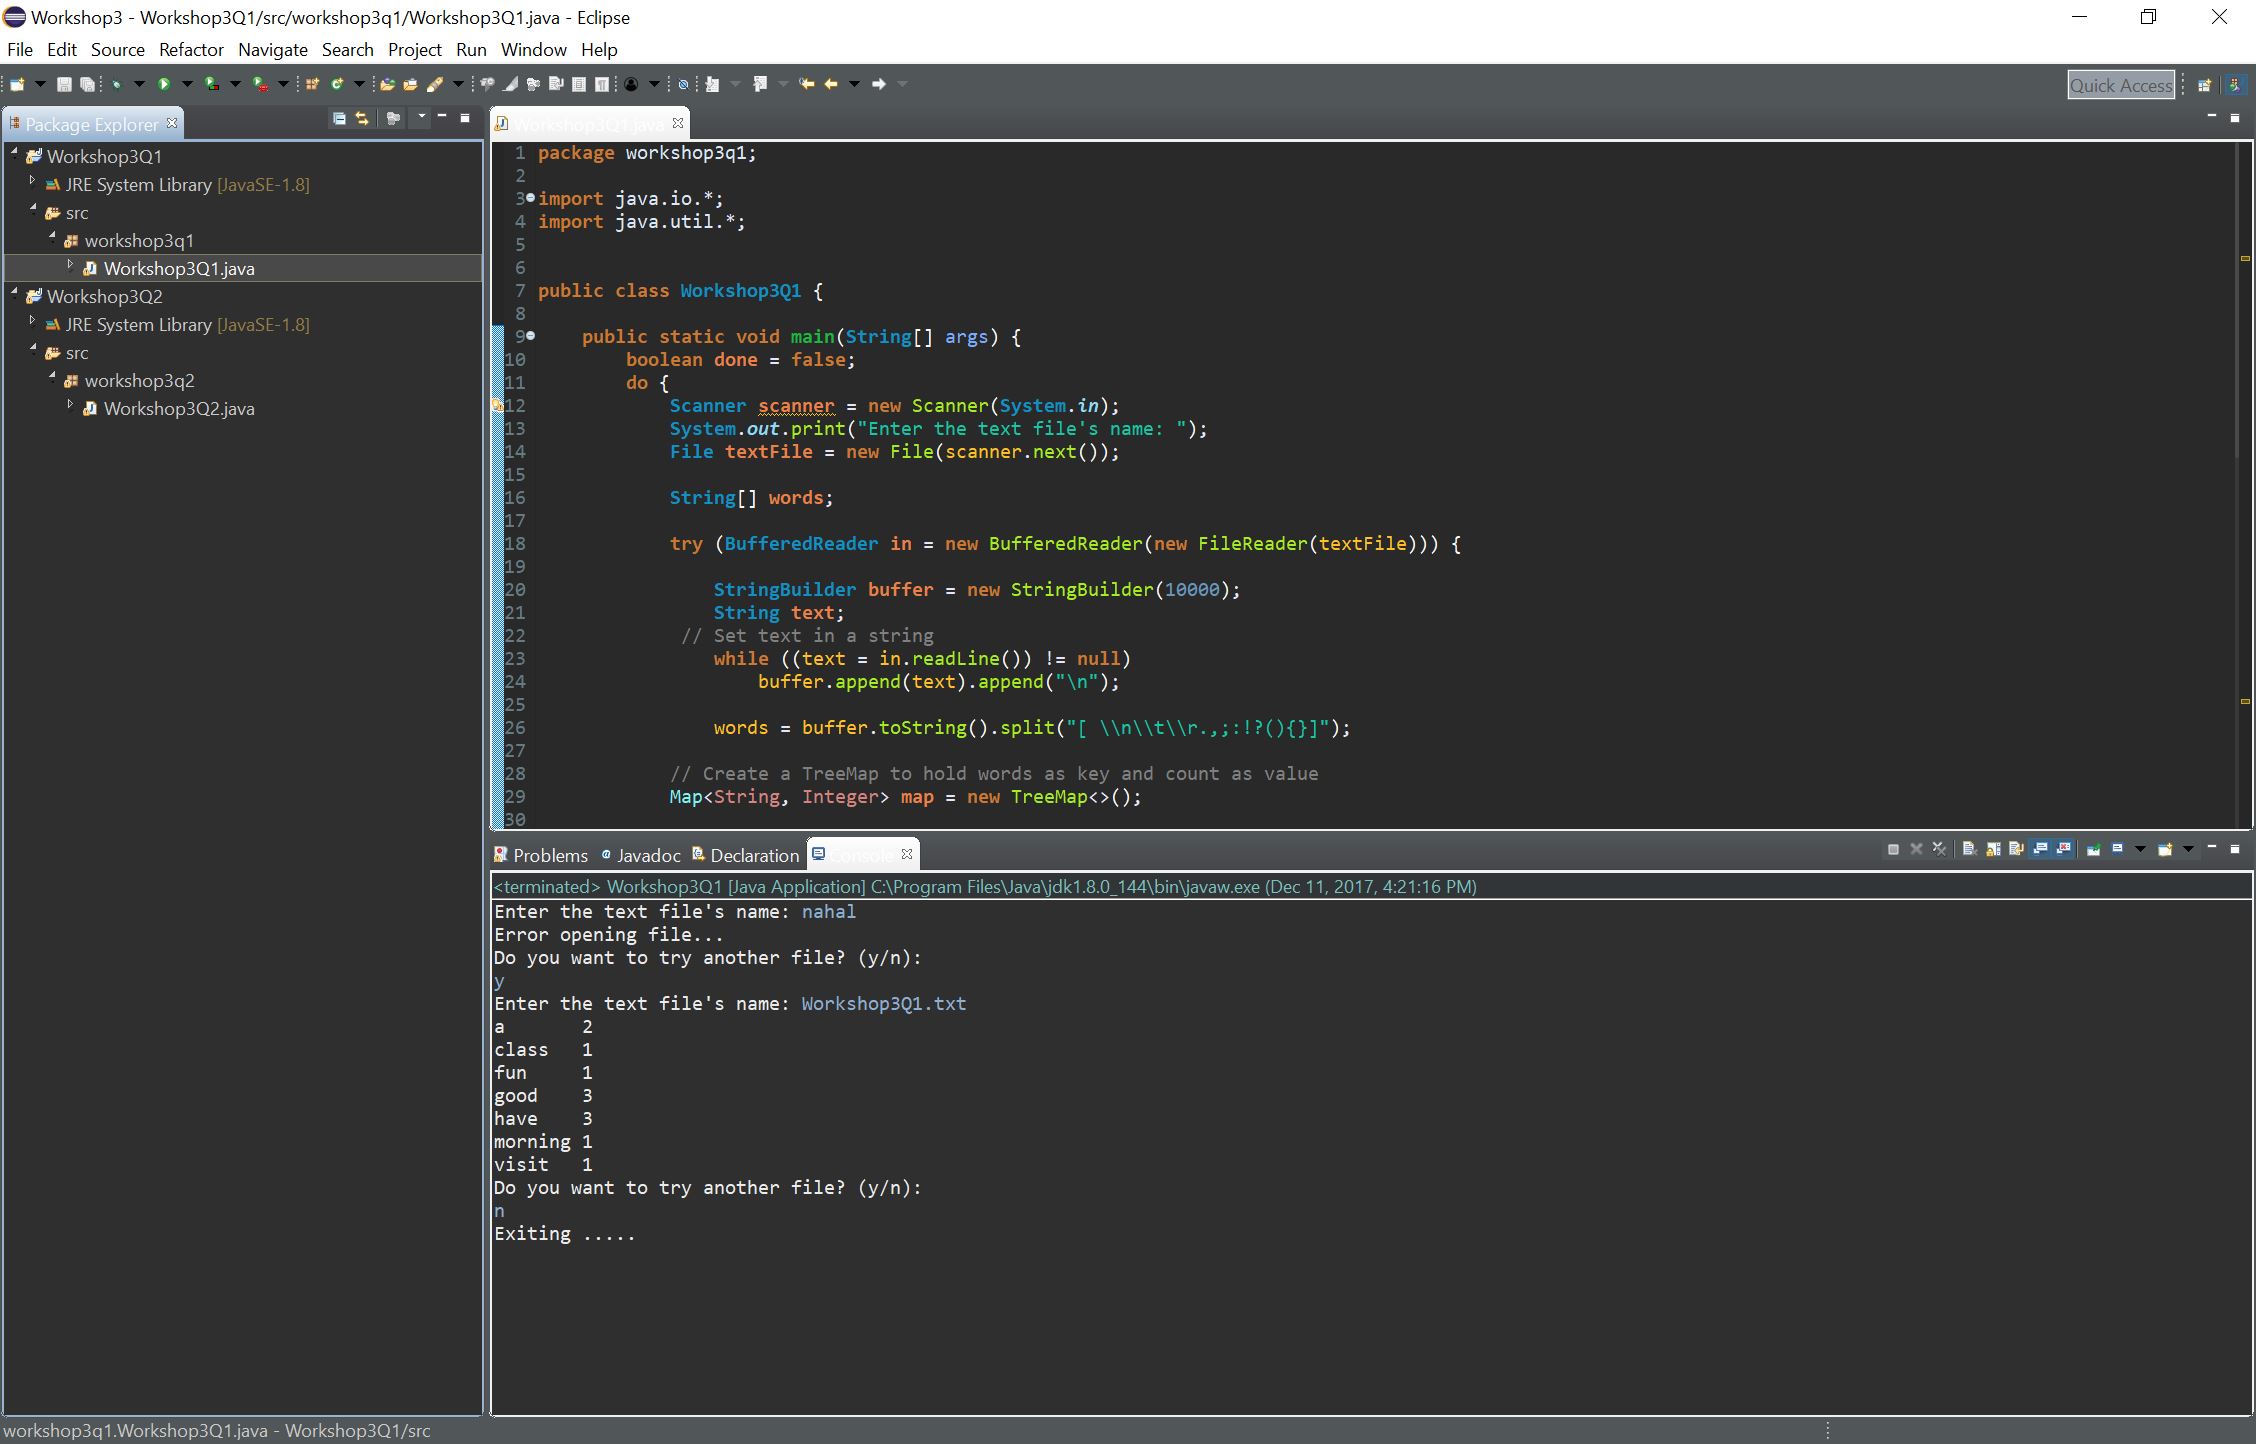 Workshop3 - Workshop3Q1/src/workshop3q1/Workshop3Q1.java - Eclipse
File Edit Source Refactor Navigate Search Project Run Window Help
Quick Access
Package Explorer
Workshop3Q1
JRE System Library [JavaSE-1.8]
src
workshop3q1
Workshop3Q1.java
Workshop3Q2
JRE System Library [JavaSE-1.8]
src
workshop3q2
Workshop3Q2.java
Workshop3Q1.java
1 package workshop3q1;
2
3 import java.io.*;
4 import java.util.*;
5
6
7 public class Workshop3Q1 {
8
9     public static void main(String[] args) {
10         boolean done = false;
11         do {
12             Scanner scanner = new Scanner(System.in);
13             System.out.print("Enter the text file's name: ");
14             File textFile = new File(scanner.next());
15
16             String[] words;
17
18             try (BufferedReader in = new BufferedReader(new FileReader(textFile))) {
19
20                 StringBuilder buffer = new StringBuilder(10000);
21                 String text;
22              // Set text in a string
23                 while ((text = in.readLine()) != null)
24                     buffer.append(text).append("\n");
25
26                 words = buffer.toString().split("[ \\n\\t\\r.,;:!?(){}]");
27
28             // Create a TreeMap to hold words as key and count as value
29             Map<String, Integer> map = new TreeMap<>();
30
Problems Javadoc Declaration Console
<terminated> Workshop3Q1 [Java Application] C:\Program Files\Java\jdk1.8.0_144\bin\javaw.exe (Dec 11, 2017, 4:21:16 PM)
Enter the text file's name: nahal
Error opening file...
Do you want to try another file? (y/n):
y
Enter the text file's name: Workshop3Q1.txt
a       2
class   1
fun     1
good    3
have    3
morning 1
visit   1
Do you want to try another file? (y/n):
n
Exiting .....
workshop3q1.Workshop3Q1.java - Workshop3Q1/src